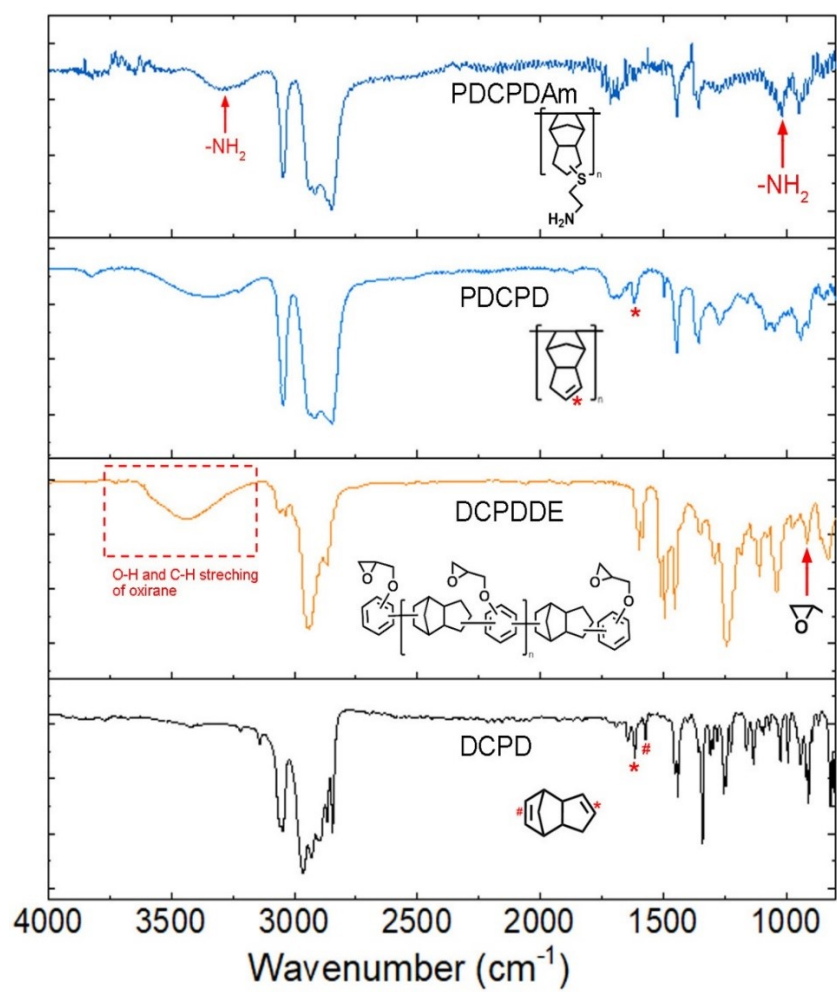 PDCPDAm
-NH2
n
S
H2N
-NH2
PDCPD
*
n
*
DCPDDE
O-H and C-H streching
of oxirane
O
O
O
O
O
O
n
O
DCPD
*
#
#
*
4000 3500 3000 2500 2000 1500 1000
Wavenumber (cm-1)